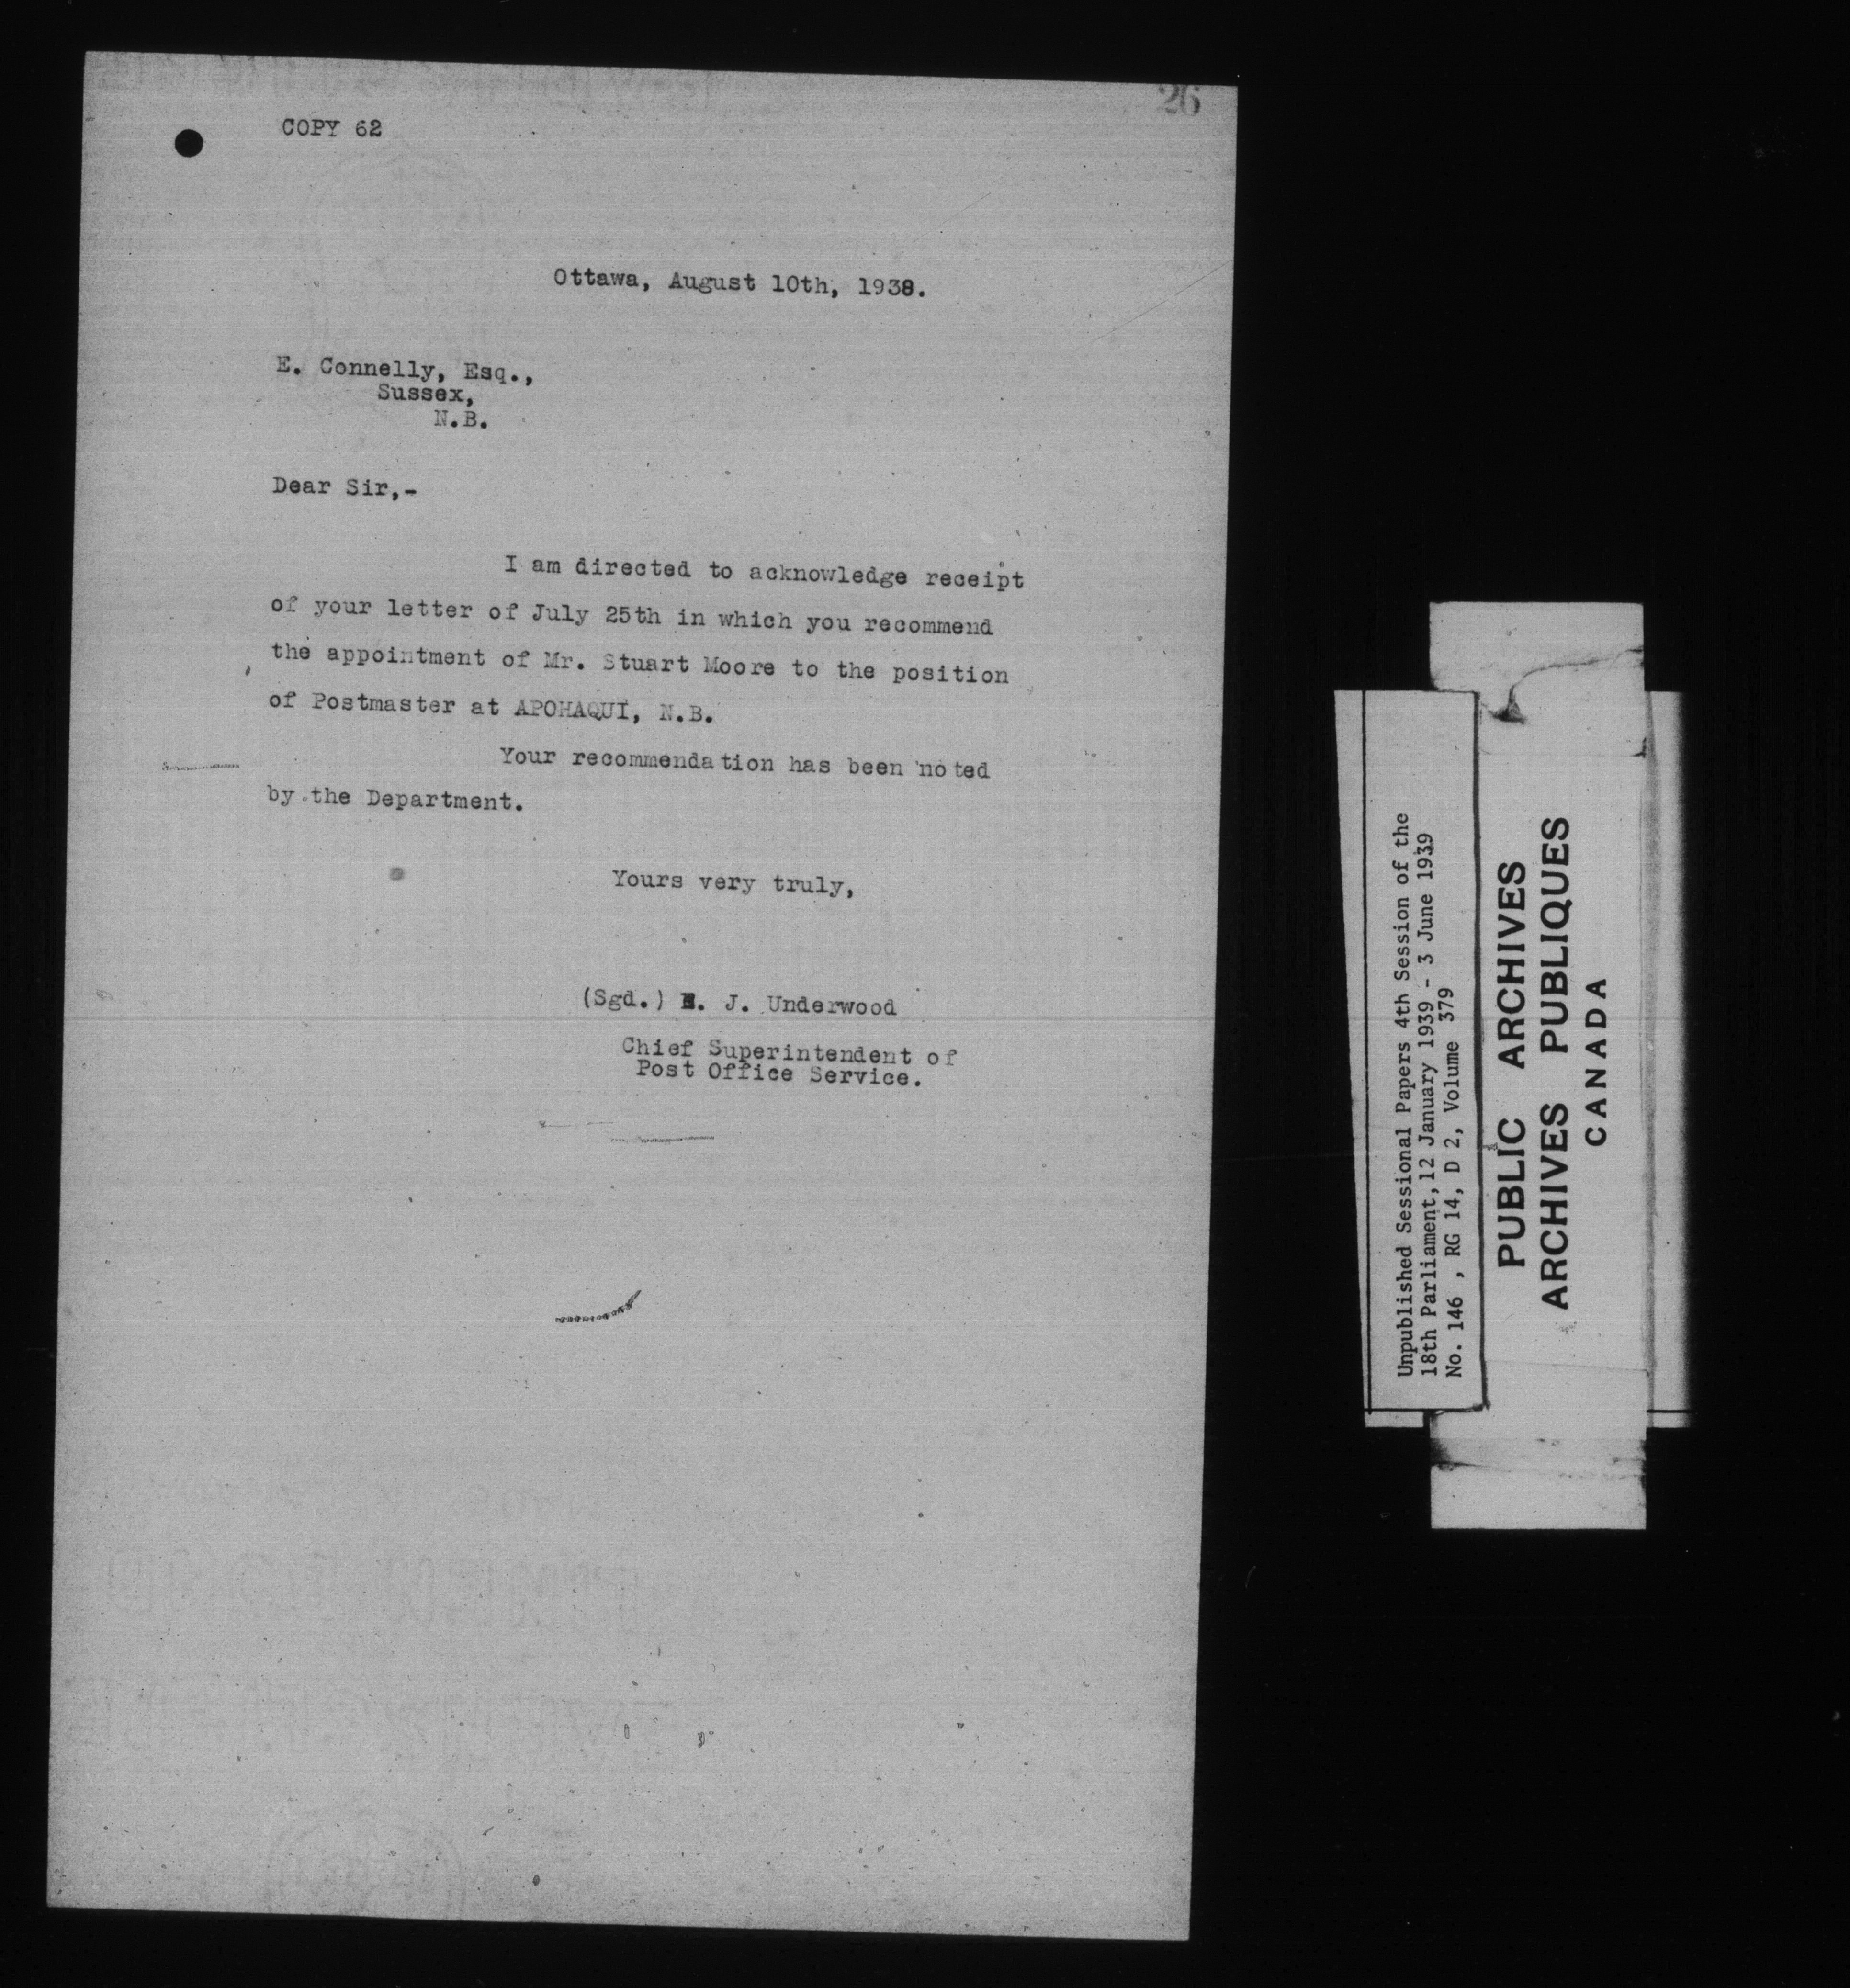 26
COPY 62
Ottawa, August 10th, 1938.
E. Connelly, Esq.,
Sussex,
N.B.
Dear Sir,-
I am directed to acknowledge receipt
of your letter of July 25th in which you recommend
the appointment of Mr. Stuart Moore to the position
of Postmaster at APOHAQUI, N.B.
Your recommendation has been noted
by the Department.
Yours very truly,
(Sgd.) E. J. Underwood
Chief Superintendent of
Post Office Service.
Unpublished Sessional Papers 4th Session of the
18th Parliament, 12 January 1939 - 3 June 1939
No. 146 , RG 14, D 2, Volume 379
PUBLIC ARCHIVES
ARCHIVES PUBLIQUES
CANADA